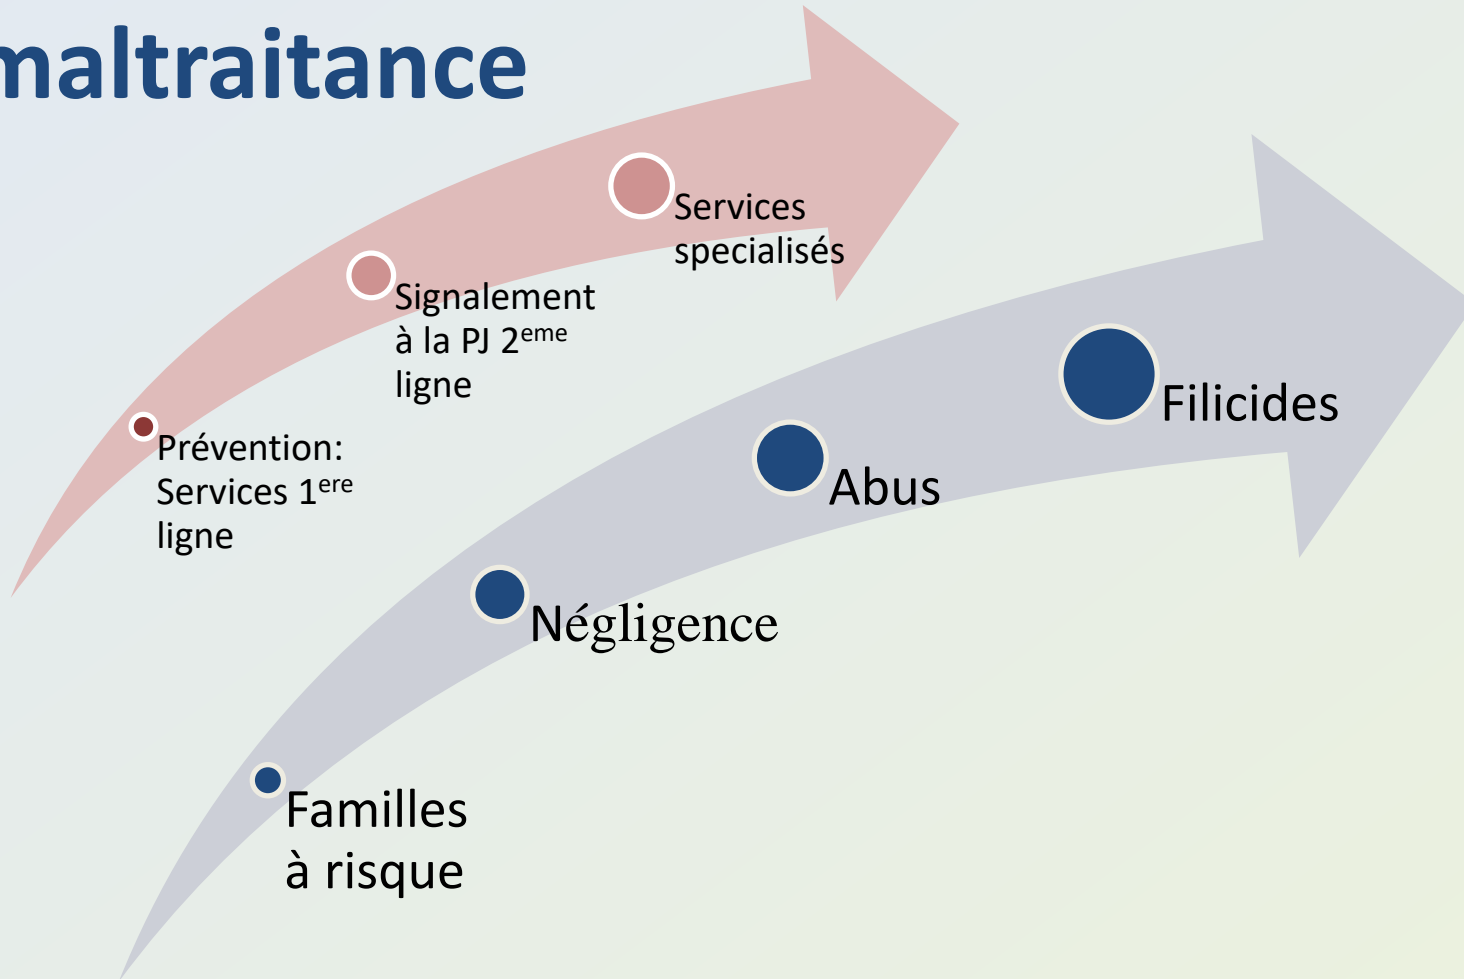 maltraitance
Services
specialisés
Signalement
à la PJ 2eme
ligne
Prévention:
Services 1ere
ligne
Filicides
Abus
Négligence
Familles
à risque